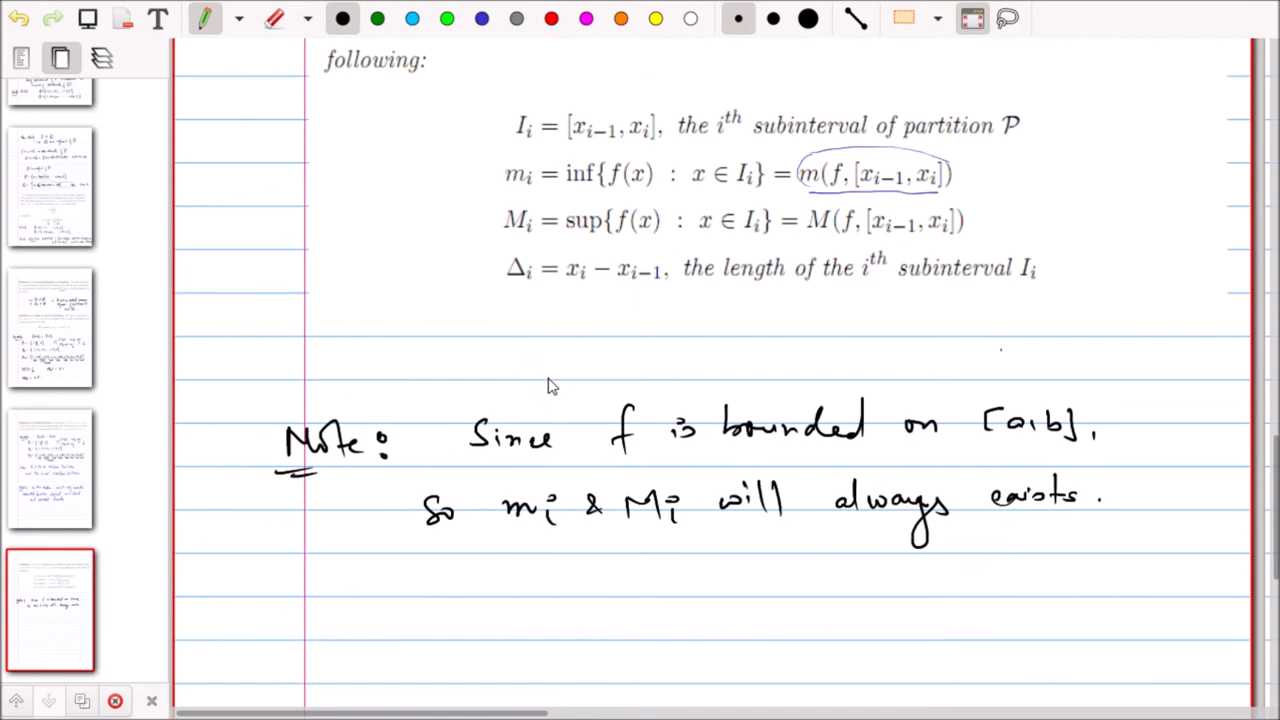 following:
I_i = [x_{i−1}, x_i], the i^{th} subinterval of partition P
m_i = inf{f(x) : x ∈ I_i} = m(f, [x_{i−1}, x_i])
M_i = sup{f(x) : x ∈ I_i} = M(f, [x_{i−1}, x_i])
Δ_i = x_i − x_{i−1}, the length of the i^{th} subinterval I_i
Note: Since f is bounded on [a,b],
So m_i & M_i will always exists.